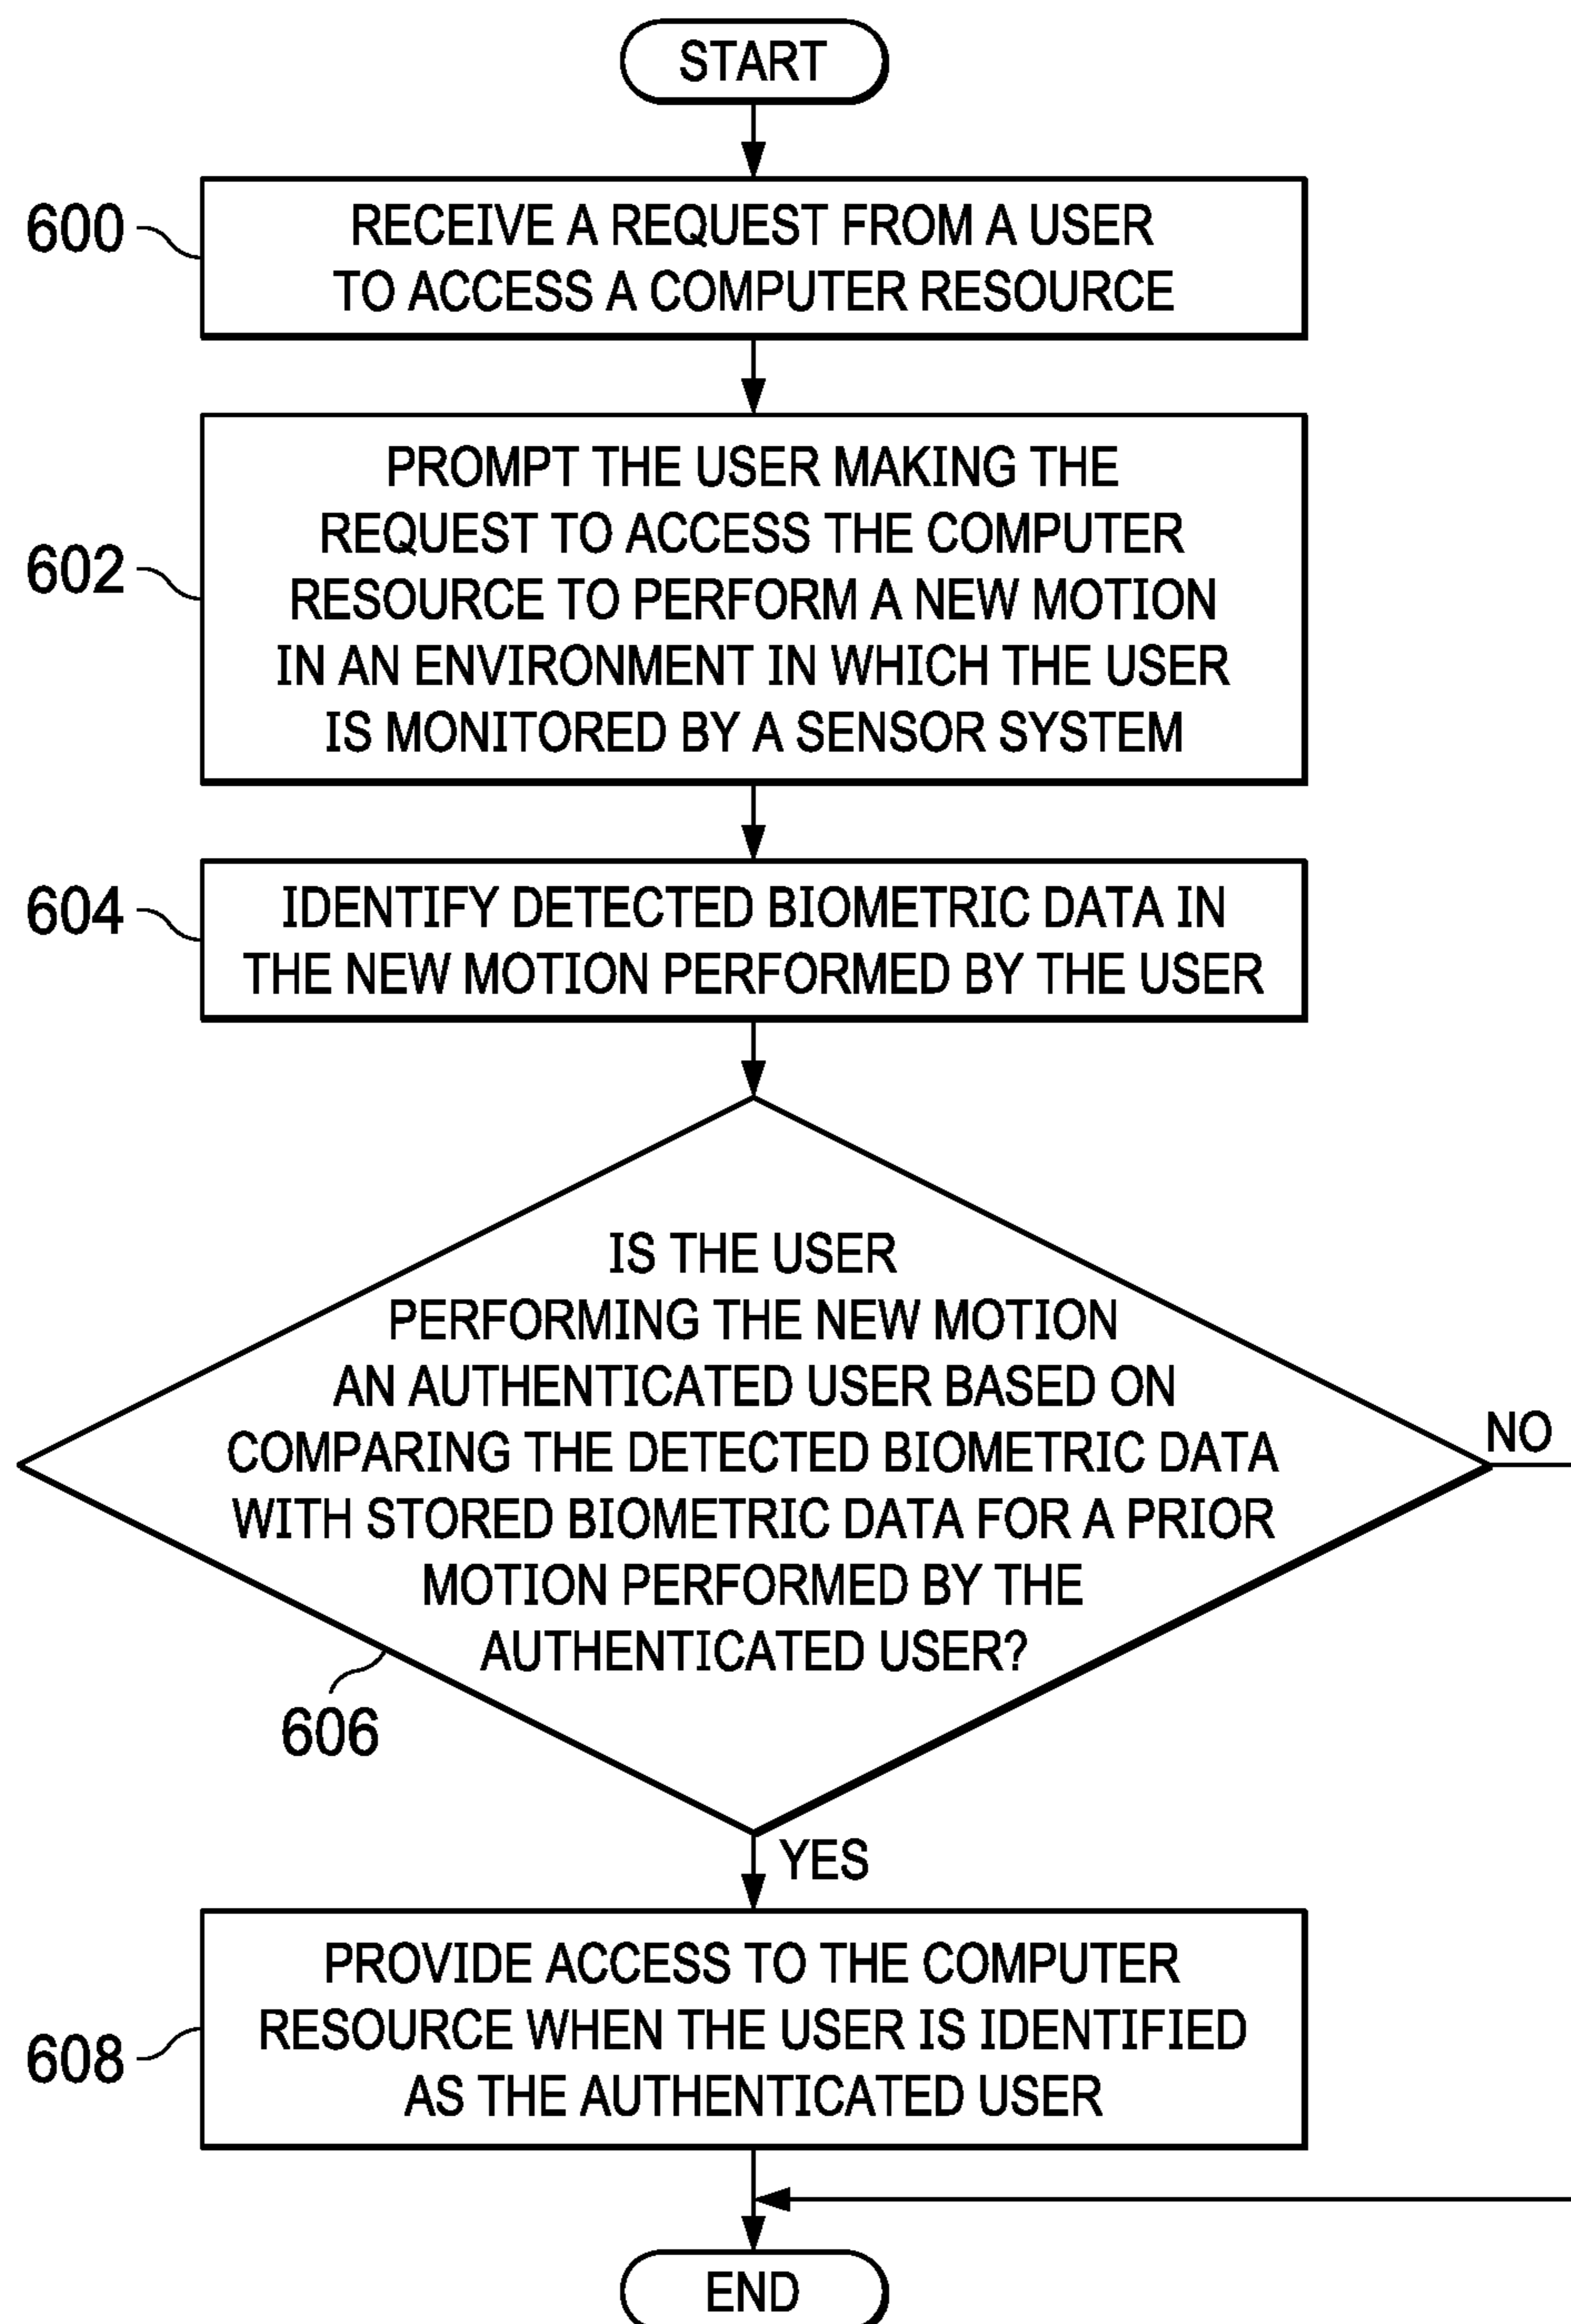 START
600
RECEIVE A REQUEST FROM A USER
TO ACCESS A COMPUTER RESOURCE
602
PROMPT THE USER MAKING THE
REQUEST TO ACCESS THE COMPUTER
RESOURCE TO PERFORM A NEW MOTION
IN AN ENVIRONMENT IN WHICH THE USER
IS MONITORED BY A SENSOR SYSTEM
604
IDENTIFY DETECTED BIOMETRIC DATA IN
THE NEW MOTION PERFORMED BY THE USER
IS THE USER
PERFORMING THE NEW MOTION
AN AUTHENTICATED USER BASED ON
COMPARING THE DETECTED BIOMETRIC DATA
WITH STORED BIOMETRIC DATA FOR A PRIOR
MOTION PERFORMED BY THE
AUTHENTICATED USER?
NO
606
YES
608
PROVIDE ACCESS TO THE COMPUTER
RESOURCE WHEN THE USER IS IDENTIFIED
AS THE AUTHENTICATED USER
END